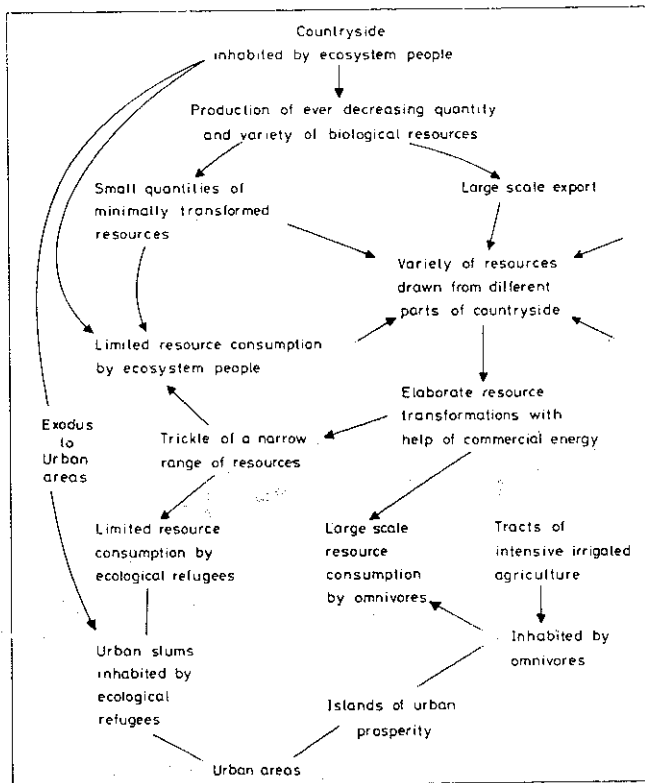 Countryside
inhabited by ecosystem people
Production of ever decreasing quantity
and variety of biological resources
Small quantities of
minimally transformed
resources
Large scale export
Variety of resources
drawn from different
parts of countryside
Limited resource consumption
by ecosystem people
Elaborate resource
transformations with
help of commercial energy
Exodus
to
Urban
areas
Trickle of a narrow
range of resources
Limited resource
consumption by
ecological refugees
Large scale
resource
consumption
by omnivores
Tracts of
intensive irrigated
agriculture
Urban slums
inhabited by
ecological
refugees
Inhabited by
omnivores
Islands of urban
prosperity
Urban areas